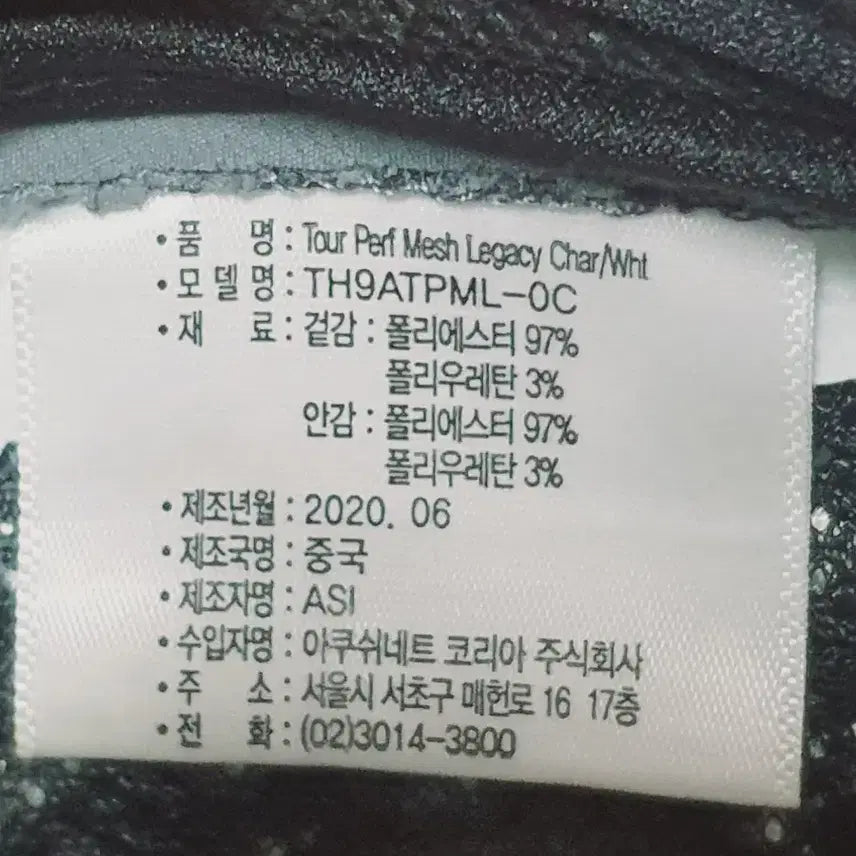 • 품 명 : Tour Perf Mesh Legacy Char/Wht
• 모 델 명 : TH9ATPML-0C
• 재 료 : 겉감 : 폴리에스터 97%
폴리우레탄 3%
안감 : 폴리에스터 97%
폴리우레탄 3%
• 제조년월 : 2020. 06
• 제조국명 : 중국
• 제조자명 : ASI
• 수입자명 : 아쿠쉬네트 코리아 주식회사
• 주 소 : 서울시 서초구 매헌로 16 17층
• 전 화 : (02)3014-3800